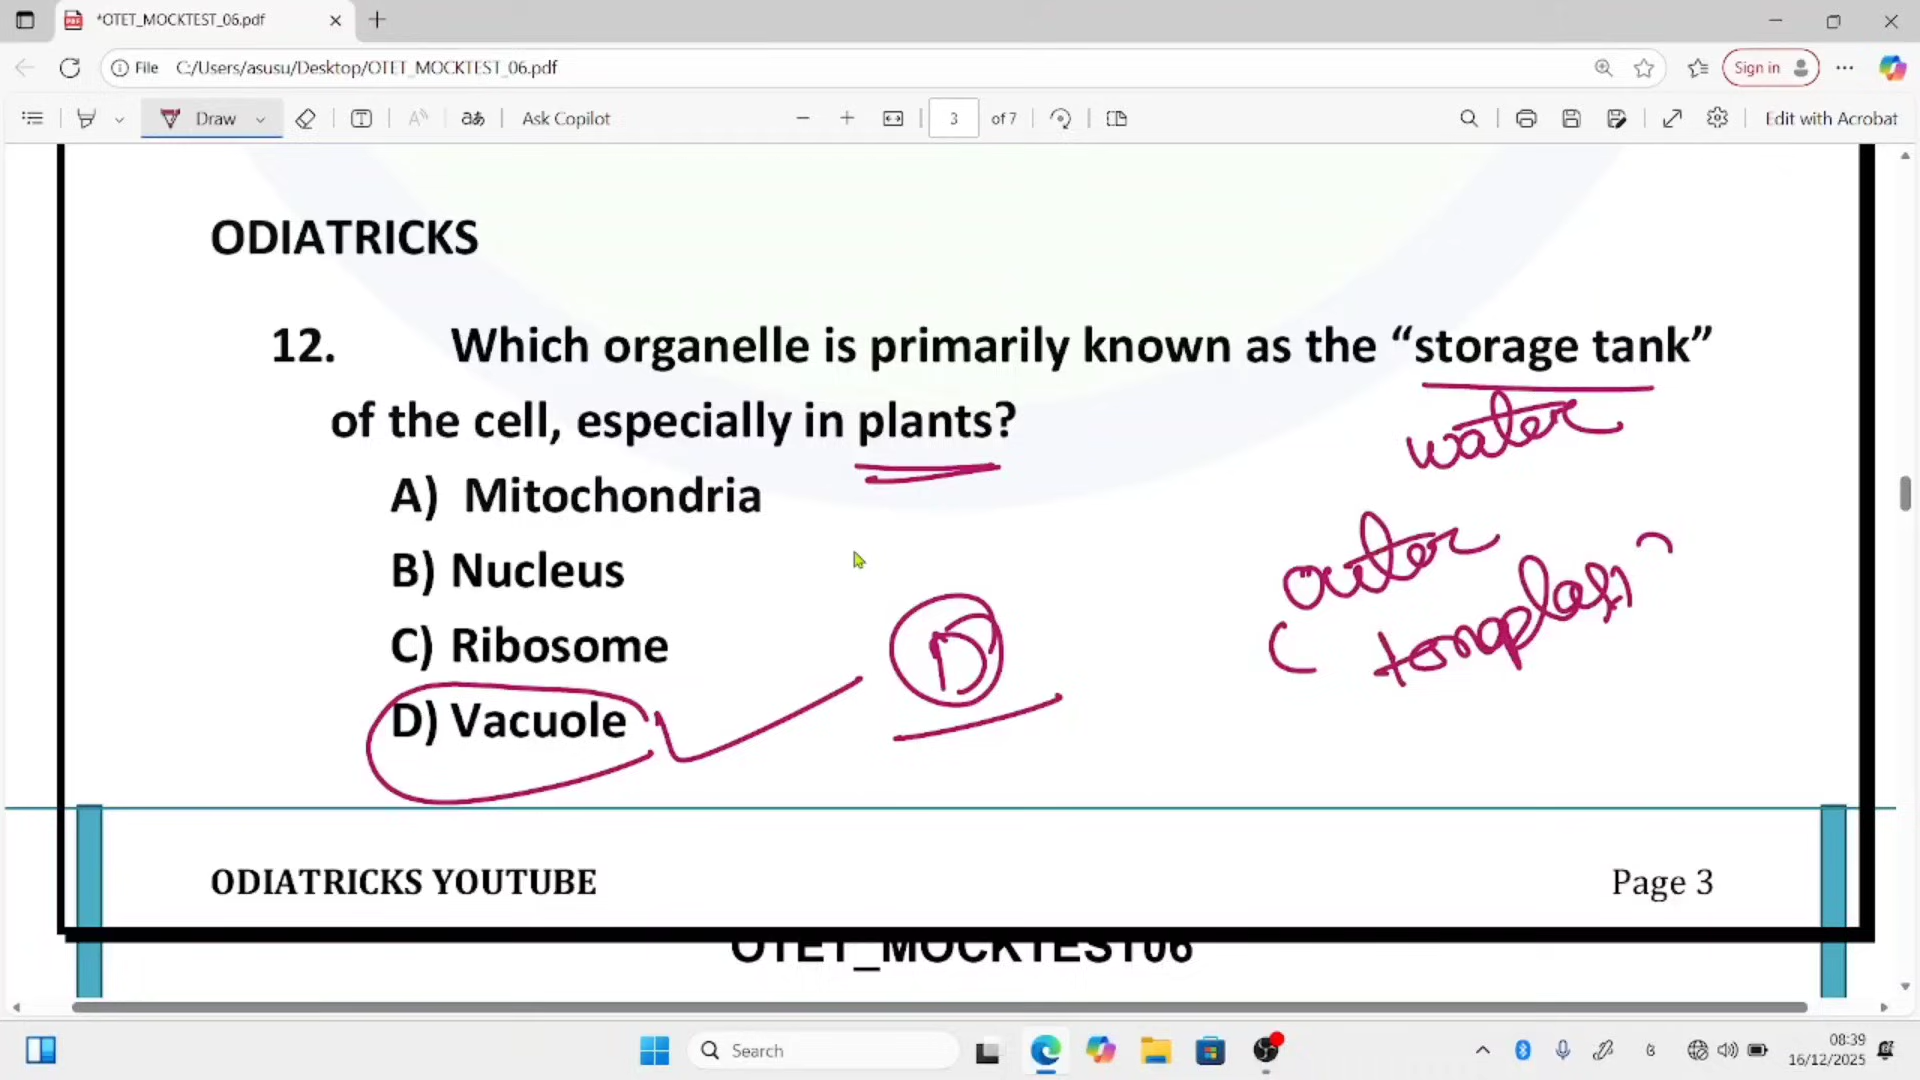 *OTET_MOCKTEST_06.pdf
File C:/Users/asusu/Desktop/OTET_MOCKTEST_06.pdf
Sign in
Draw
aあ
Ask Copilot
3 of 7
Edit with Acrobat
ODIATRICKS
12. Which organelle is primarily known as the “storage tank”
water
of the cell, especially in plants?
A) Mitochondria
outer
B) Nucleus
C) Ribosome
D
D) Vacuole
ODIATRICKS YOUTUBE Page 3
OTET_MOCKTEST06
Search
08:39
16/12/2025